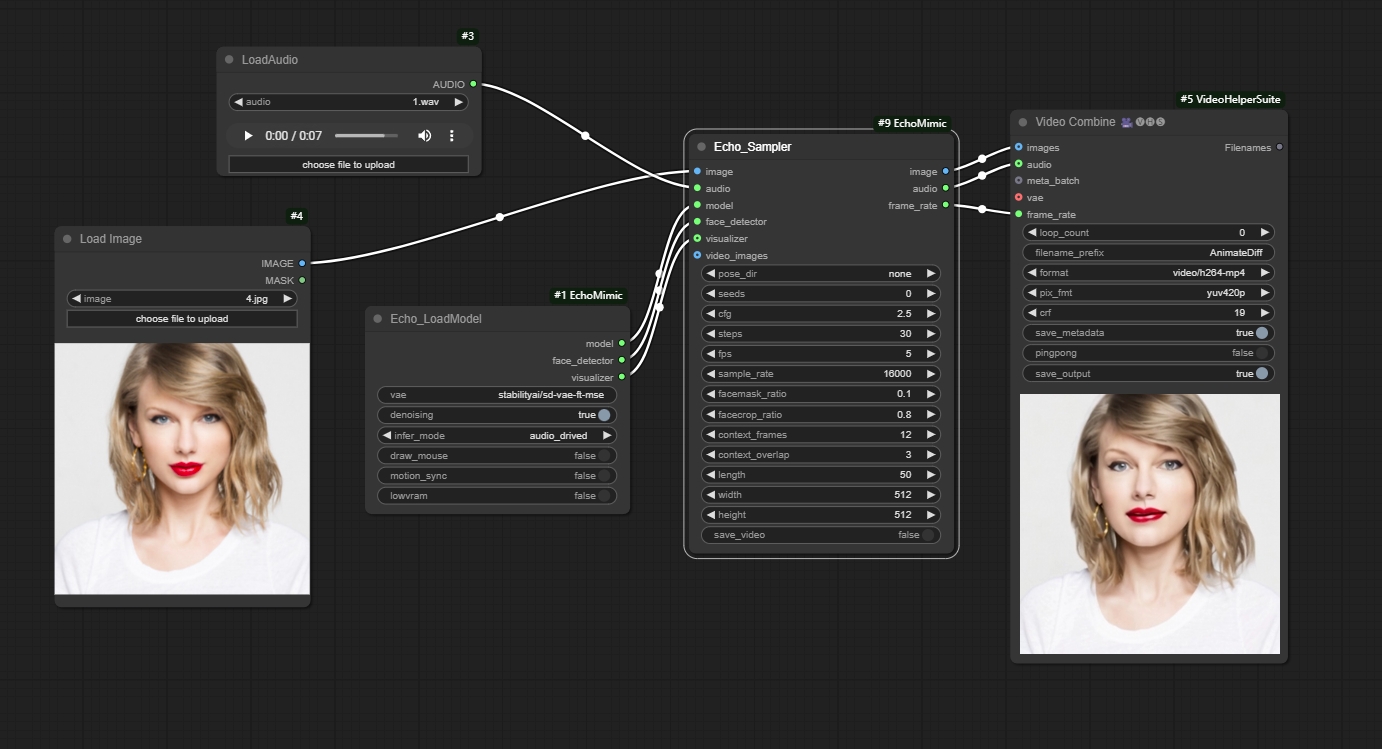 #3
LoadAudio
AUDIO
audio 1.wav
0:00 / 0:07
choose file to upload
#4
Load Image
IMAGE
MASK
image 4.jpg
choose file to upload
#1 EchoMimic
Echo_LoadModel
model
face_detector
visualizer
vae stabilityai/sd-vae-ft-mse
denoising true
infer_mode audio_drived
draw_mouse false
motion_sync false
lowvram false
#9 EchoMimic
Echo_Sampler
image image
audio audio
model frame_rate
face_detector
visualizer
video_images
pose_dir none
seeds 0
cfg 2.5
steps 30
fps 5
sample_rate 16000
facemask_ratio 0.1
facecrop_ratio 0.8
context_frames 12
context_overlap 3
length 50
width 512
height 512
save_video false
#5 VideoHelperSuite
Video Combine 🎥🅥🅗🅢
images Filenames
audio
meta_batch
vae
frame_rate
loop_count 0
filename_prefix AnimateDiff
format video/h264-mp4
pix_fmt yuv420p
crf 19
save_metadata true
pingpong false
save_output true